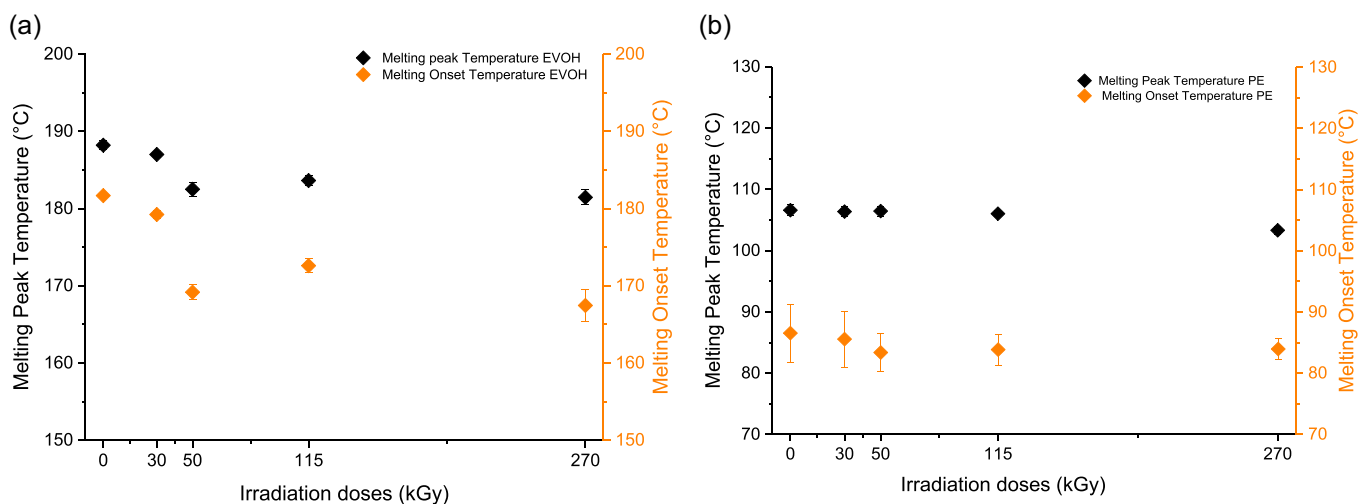 (a)
Melting peak Temperature EVOH
Melting Onset Temperature EVOH
200
190
180
170
160
150
Melting Peak Temperature (°C)
200
190
180
170
160
150
Melting Onset Temperature (°C)
0 30 50 115 270
Irradiation doses (kGy)
(b)
Melting Peak Temperature PE
Melting Onset Temperature PE
130
120
110
100
90
80
70
Melting Peak Temperature (°C)
130
120
110
100
90
80
70
Melting Onset Temperature (°C)
0 30 50 115 270
Irradiation doses (kGy)